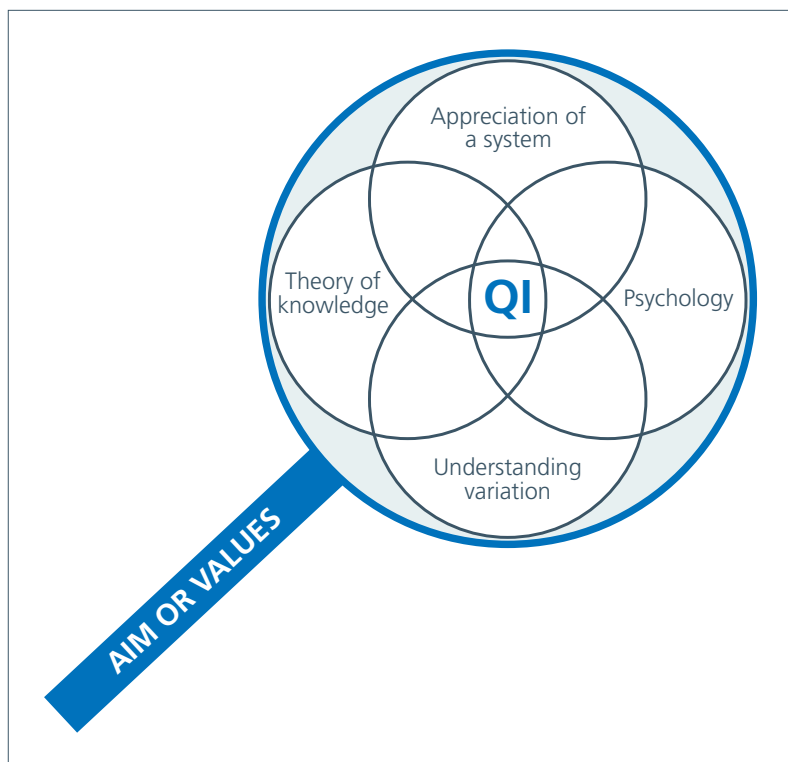 Appreciation of
a system
Theory of
knowledge
QI
Psychology
Understanding
variation
AIM OR VALUES